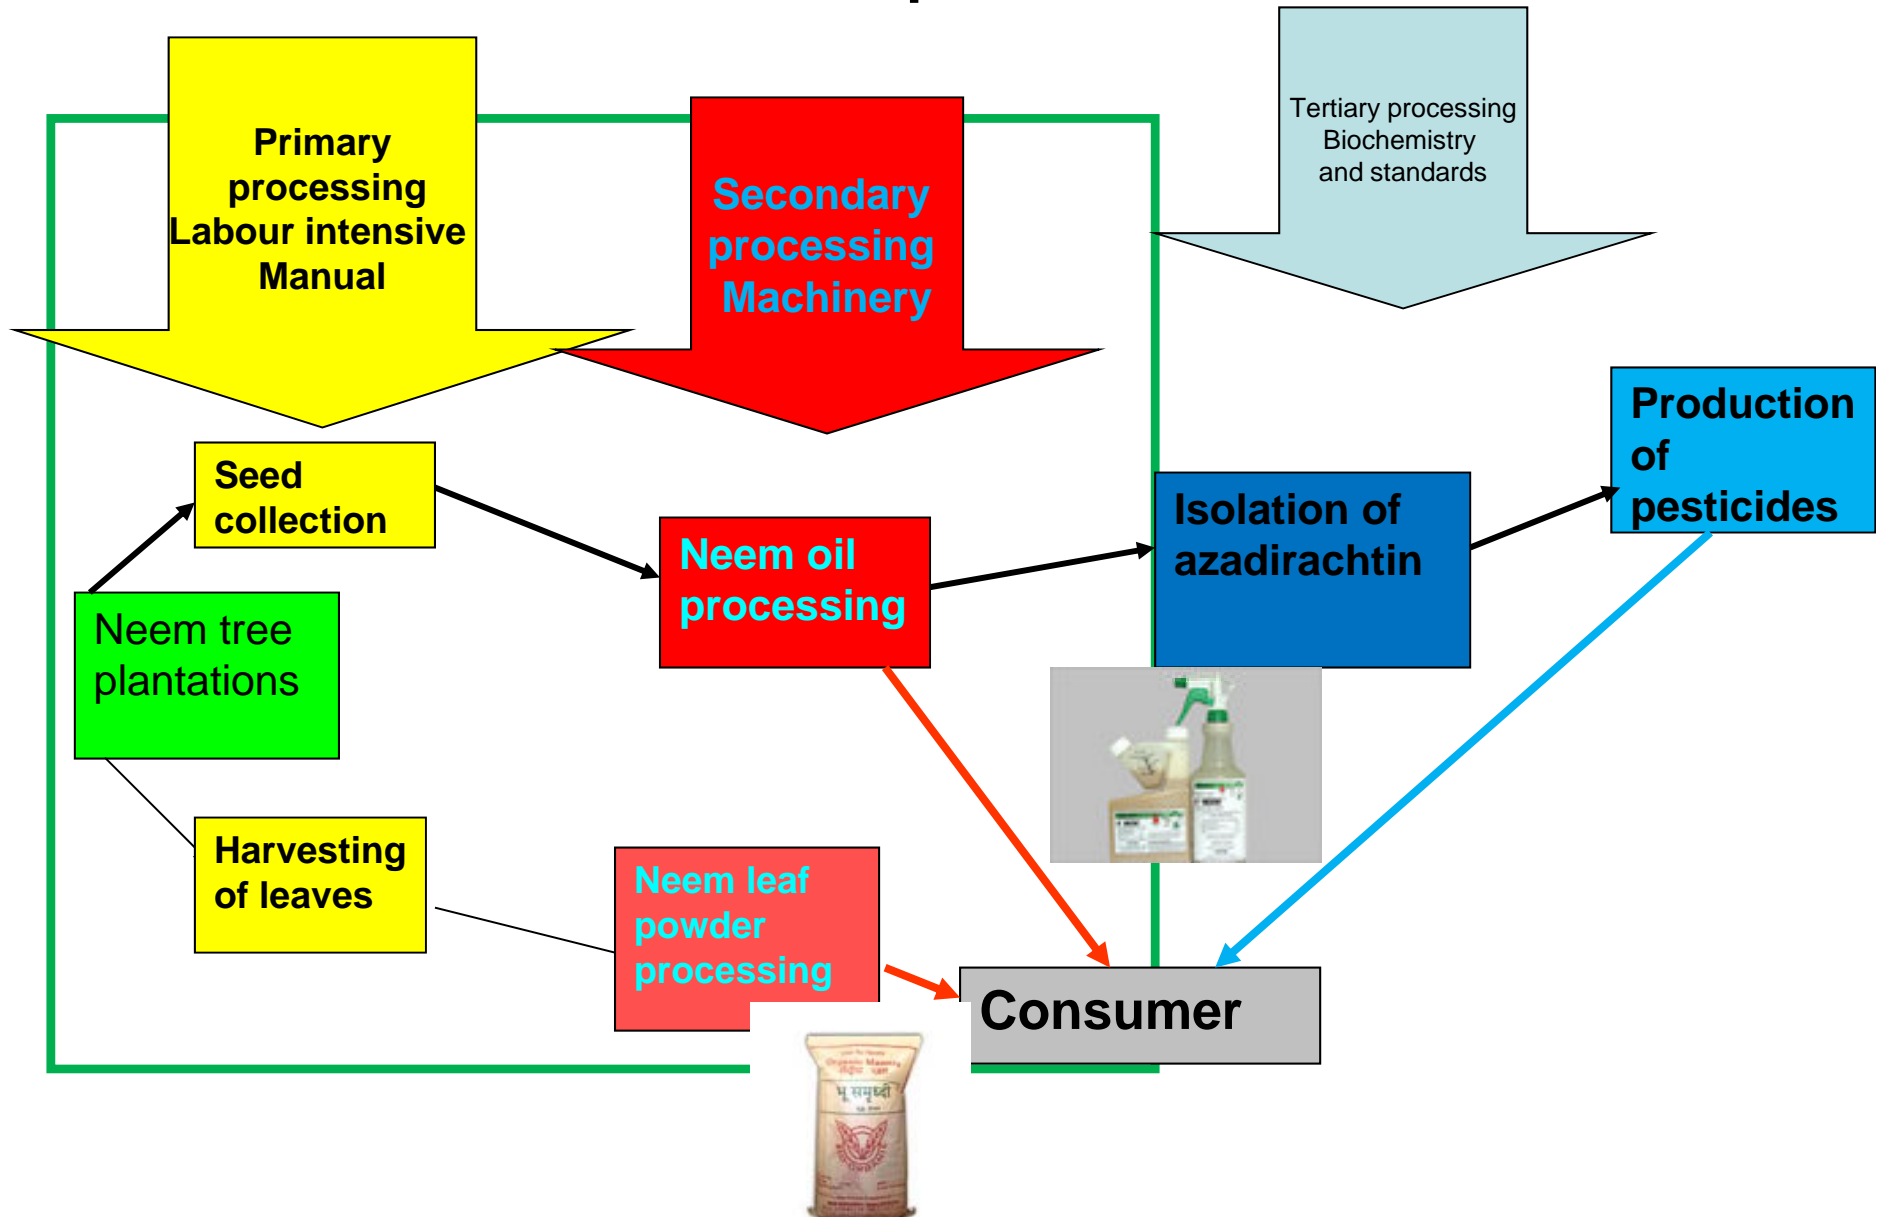 Primary
processing
Labour intensive
Manual
Secondary
processing
Machinery
Tertiary processing
Biochemistry
and standards
Seed
collection
Neem oil
processing
Isolation of
azadirachtin
Production
of
pesticides
Neem tree
plantations
Harvesting
of leaves
Neem leaf
powder
processing
Consumer
भू समृध्दी